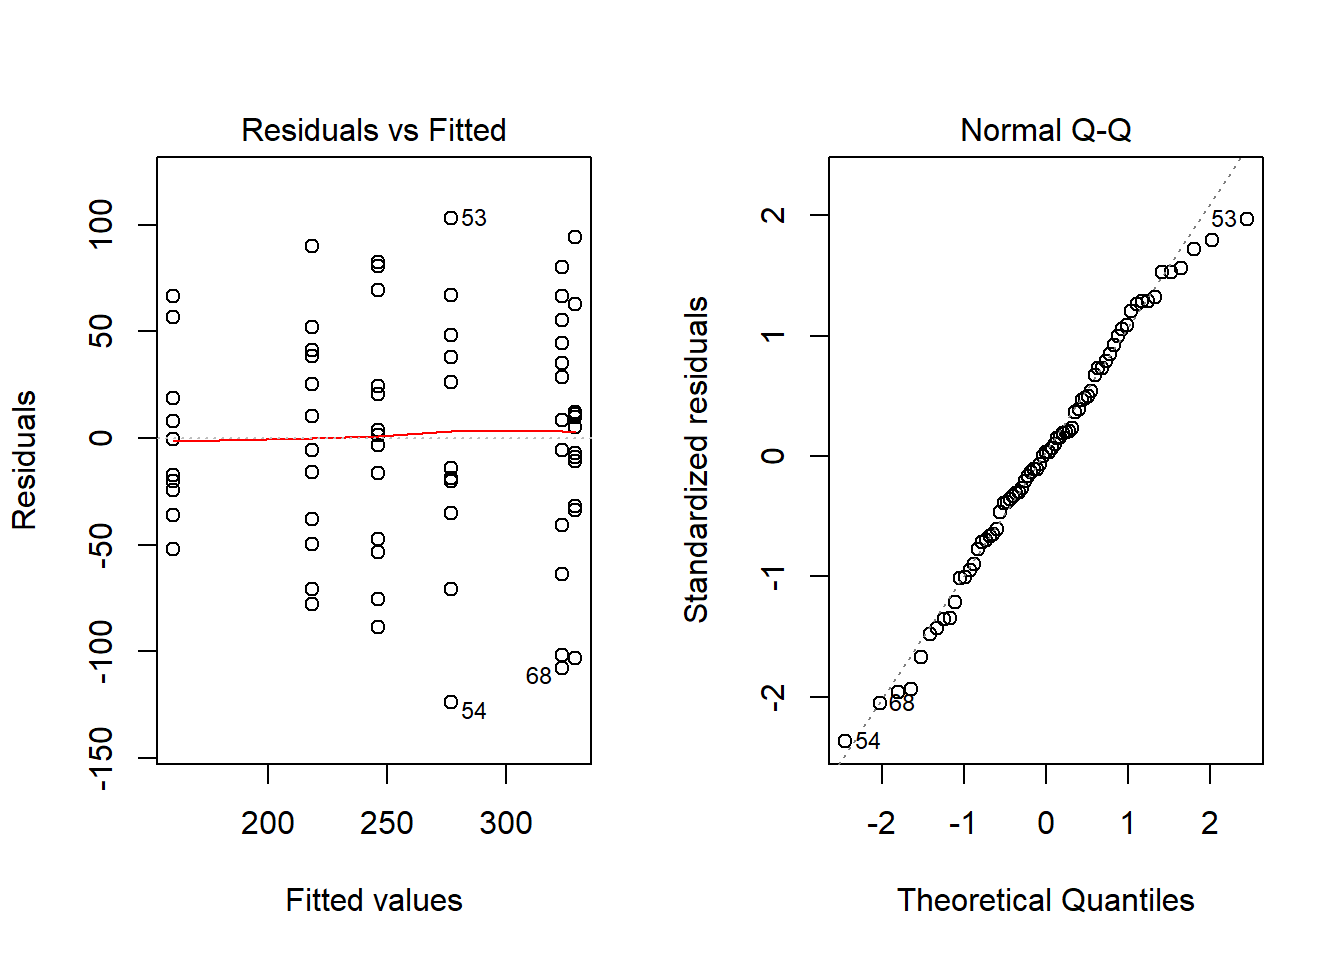 Residuals vs Fitted
Residuals
100
50
0
-50
-100
-150
53
68
54
200 250 300
Fitted values
Normal Q-Q
Standardized residuals
2
1
0
-1
-2
53
68
54
-2 -1 0 1 2
Theoretical Quantiles